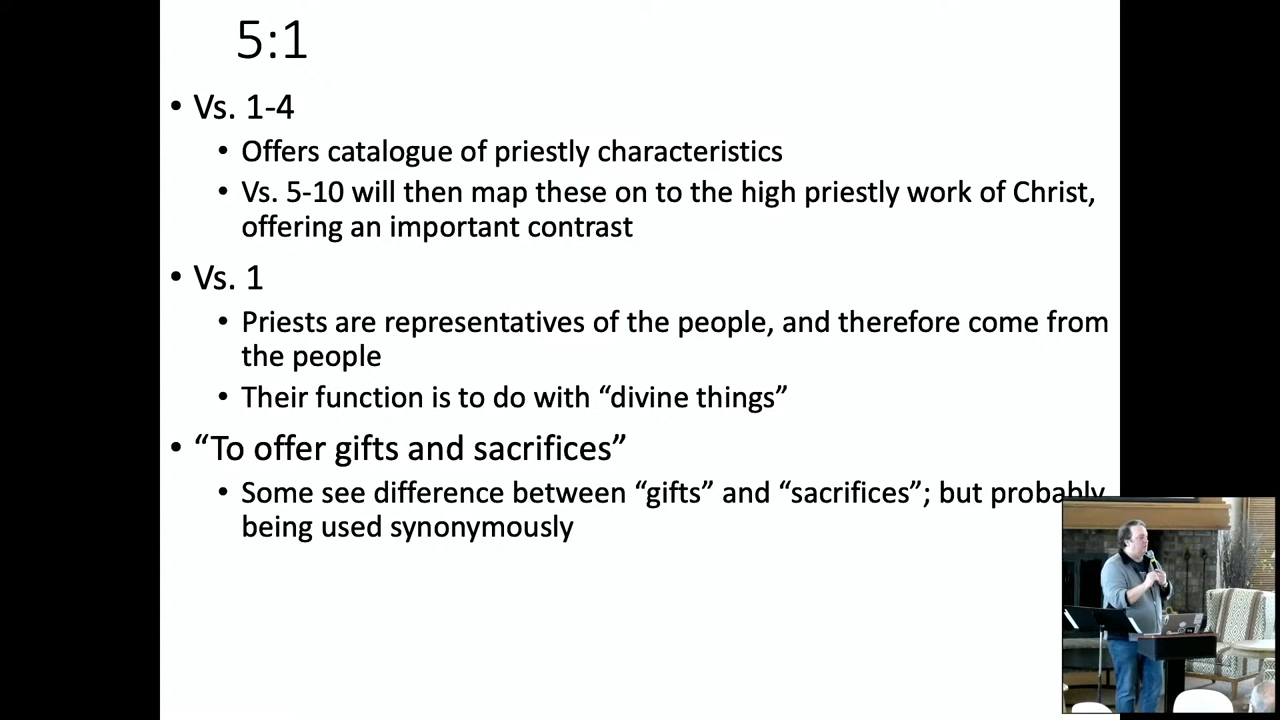 5:1
• Vs. 1-4
• Offers catalogue of priestly characteristics
• Vs. 5-10 will then map these on to the high priestly work of Christ,
offering an important contrast
• Vs. 1
• Priests are representatives of the people, and therefore come from
the people
• Their function is to do with “divine things”
• “To offer gifts and sacrifices”
• Some see difference between “gifts” and “sacrifices”; but probably
being used synonymously